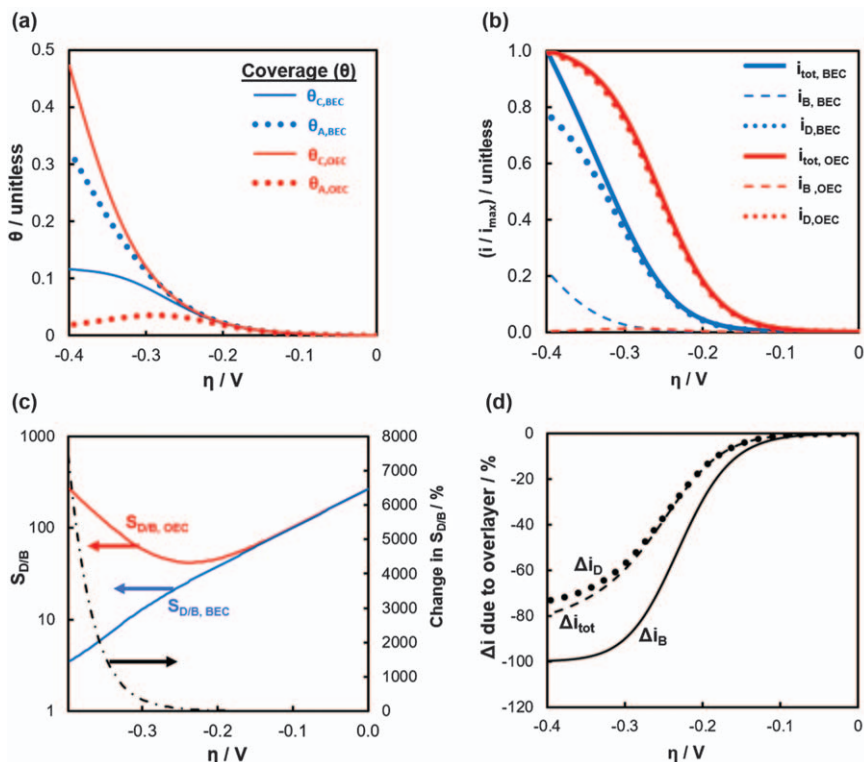 (a)
0.5
0.4
0.3
0.2
0.1
0
θ / unitless
Coverage (θ)
θC,BEC
θA,BEC
θC,OEC
θA,OEC
-0.4 -0.3 -0.2 -0.1 0
η / V
(b)
1.0
0.8
0.6
0.4
0.2
0.0
(i / imax) / unitless
itot, BEC
iB, BEC
iD,BEC
itot, OEC
iB ,OEC
iD,OEC
-0.4 -0.3 -0.2 -0.1 0
η / V
(c)
1000
100
10
1
SD/B
SD/B, OEC
SD/B, BEC
8000
7000
6000
5000
4000
3000
2000
1000
0
Change in SD/B / %
-0.3 -0.2 -0.1 0.0
η / V
(d)
0
-20
-40
-60
-80
-100
-120
Δi due to overlayer / %
ΔiD
Δitot
ΔiB
-0.4 -0.3 -0.2 -0.1 0
η / V